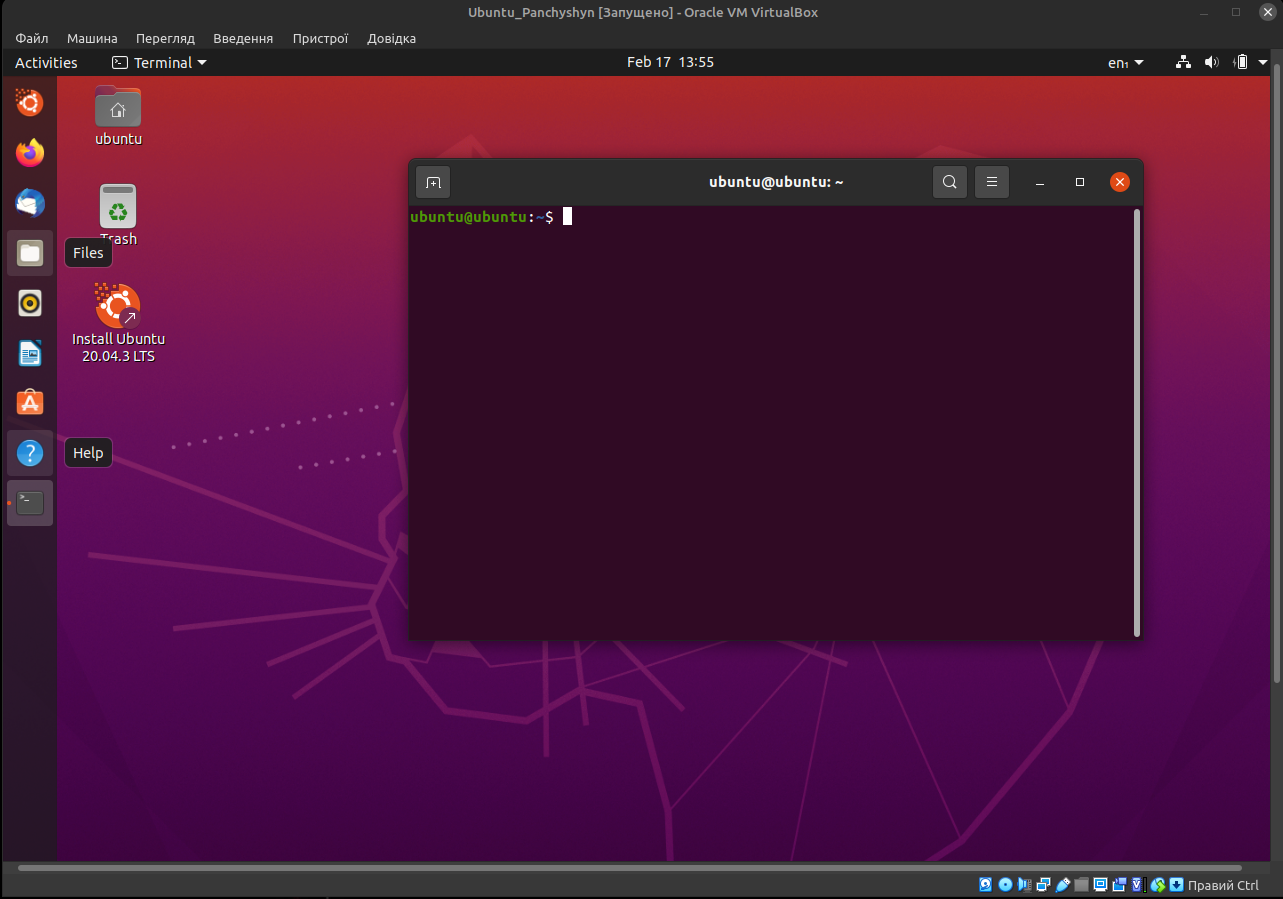 Ubuntu_Panchyshyn [Запущено] - Oracle VM VirtualBox
Файл Машина Перегляд Введення Пристрої Довідка
Activities Terminal Feb 17 13:55 en₁
ubuntu
Trash
Files
Install Ubuntu
20.04.3 LTS
Help
ubuntu@ubuntu: ~
ubuntu@ubuntu:~$
Правий Ctrl